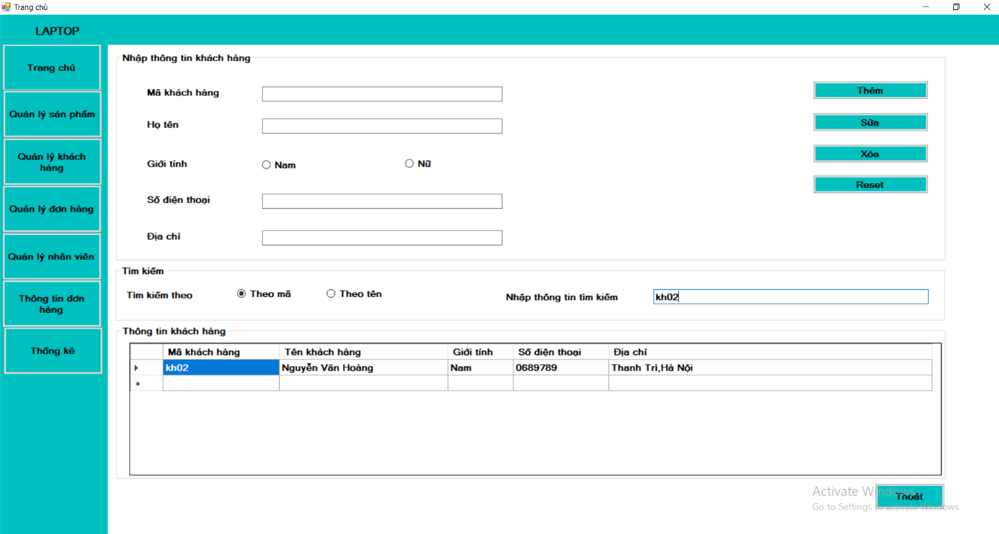 Trang chủ
LAPTOP
Trang chủ
Quản lý sản phẩm
Quản lý khách
hàng
Quản lý đơn hàng
Quản lý nhân viên
Thông tin đơn
hàng
Thống kê
Nhập thông tin khách hàng
Mã khách hàng
Họ tên
Giới tính
Nam
Nữ
Số điện thoại
Địa chỉ
Thêm
Sửa
Xóa
Reset
Tìm kiếm
Tìm kiếm theo
Theo mã
Theo tên
Nhập thông tin tìm kiếm
kh02
Thông tin khách hàng
Mã khách hàng Tên khách hàng Giới tính Số điện thoại Địa chỉ
kh02 Nguyễn Văn Hoàng Nam 0689789 Thanh Trì,Hà Nội
Thoát
Activate Windows
Go to Settings to activate Windows.